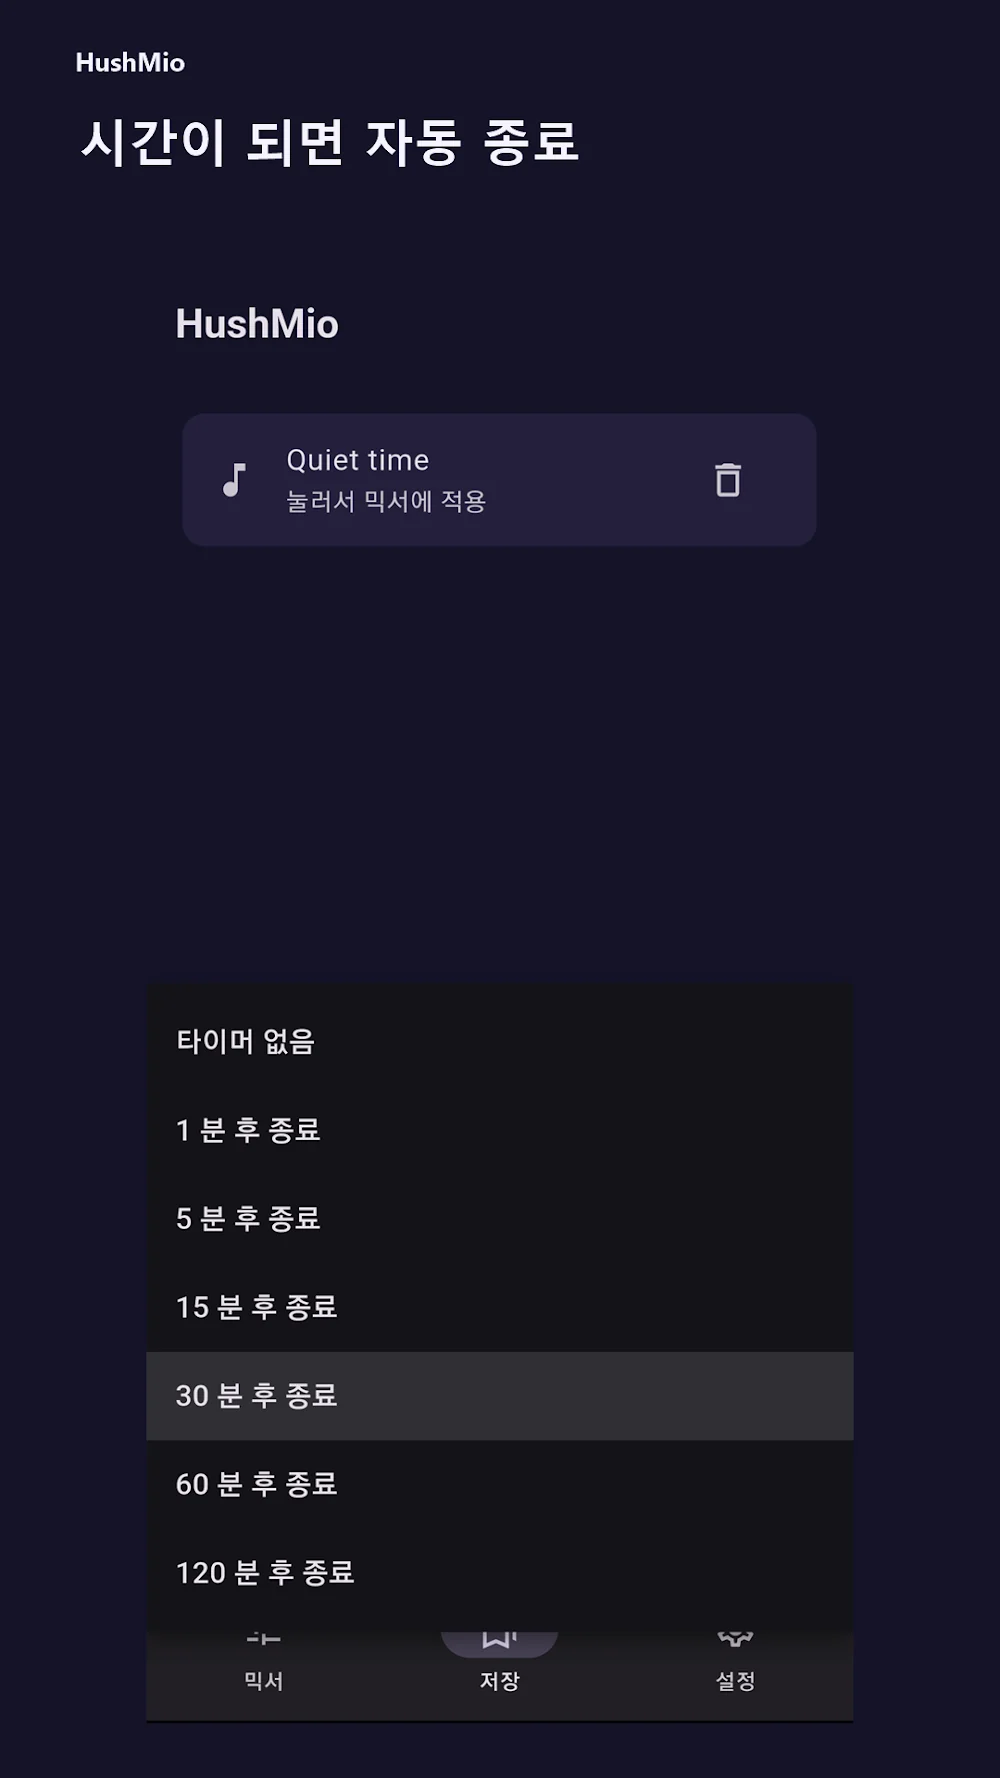 HushMio
시간이 되면 자동 종료
HushMio
Quiet time
눌러서 믹서에 적용
타이머 없음
1 분 후 종료
5 분 후 종료
15 분 후 종료
30 분 후 종료
60 분 후 종료
120 분 후 종료
믹서
저장
설정